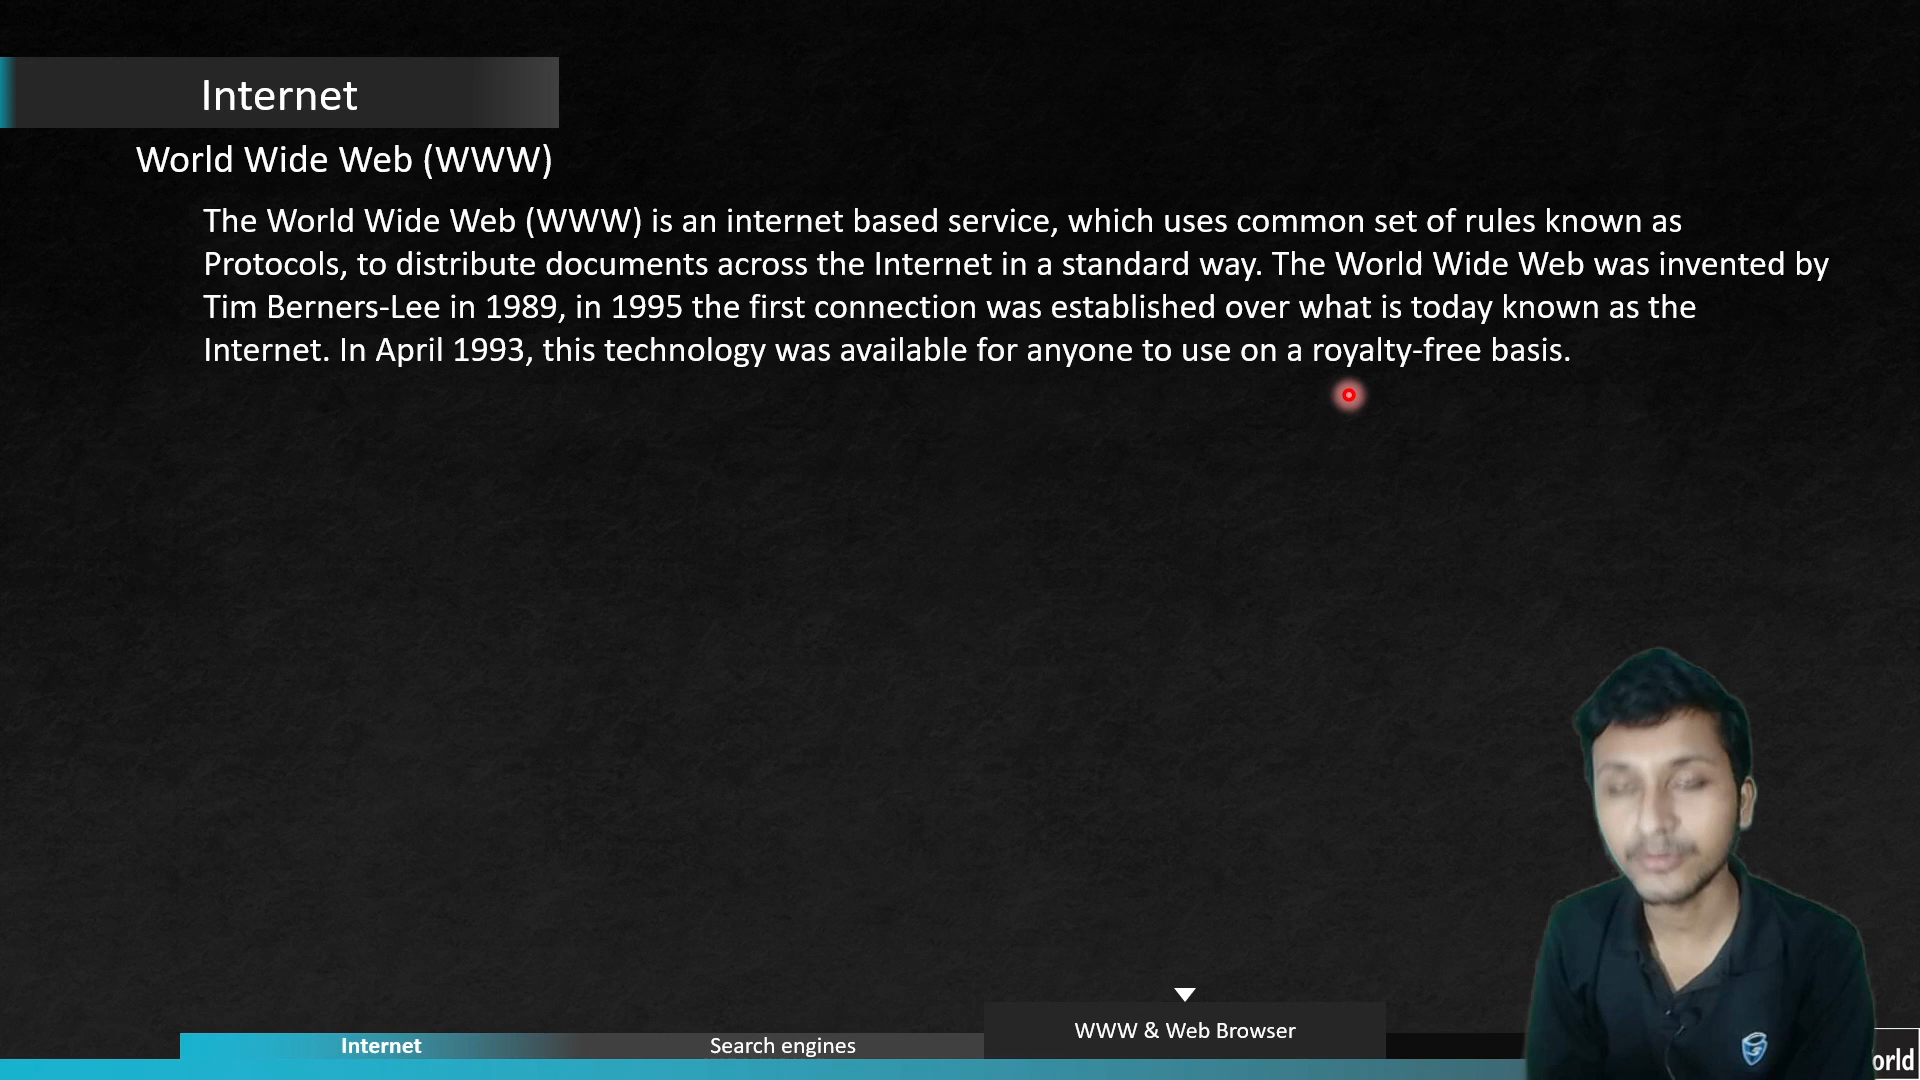 Internet
World Wide Web (WWW)
The World Wide Web (WWW) is an internet based service, which uses common set of rules known as
Protocols, to distribute documents across the Internet in a standard way. The World Wide Web was invented by
Tim Berners-Lee in 1989, in 1995 the first connection was established over what is today known as the
Internet. In April 1993, this technology was available for anyone to use on a royalty-free basis.
WWW & Web Browser
Internet
Search engines
orld